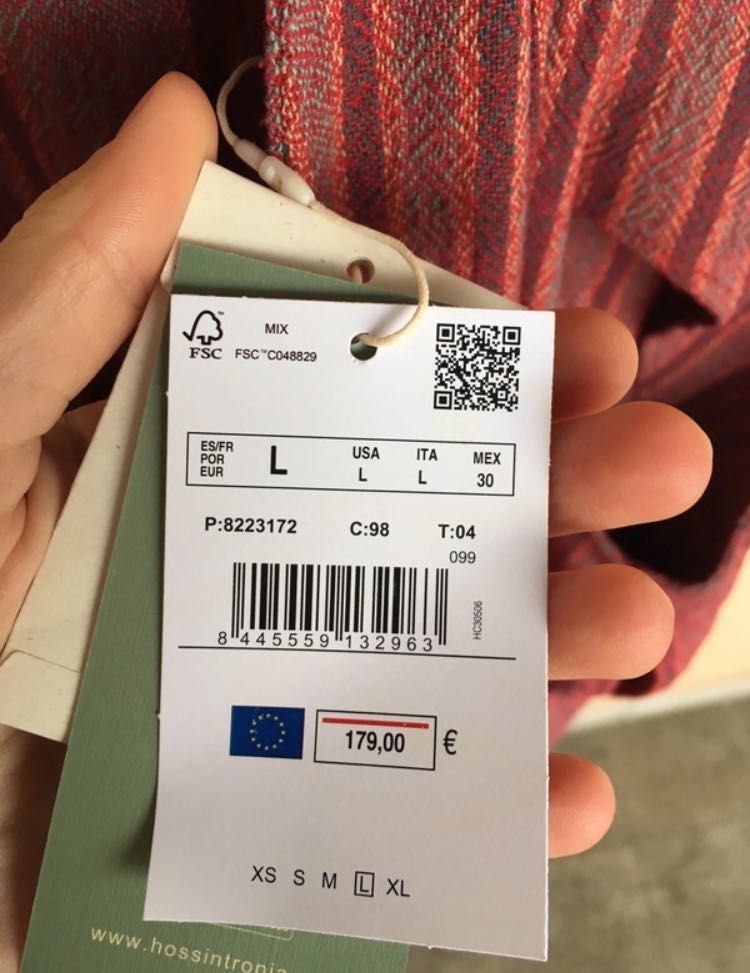 MIX
FSC™
FSC™C048829
ES/FR
POR
EUR
L
USA
L
ITA
L
MEX
30
P:8223172 C:98 T:04
099
8 445559 132963
HC30506
179,00 €
XS S M L XL
www.hossintropia